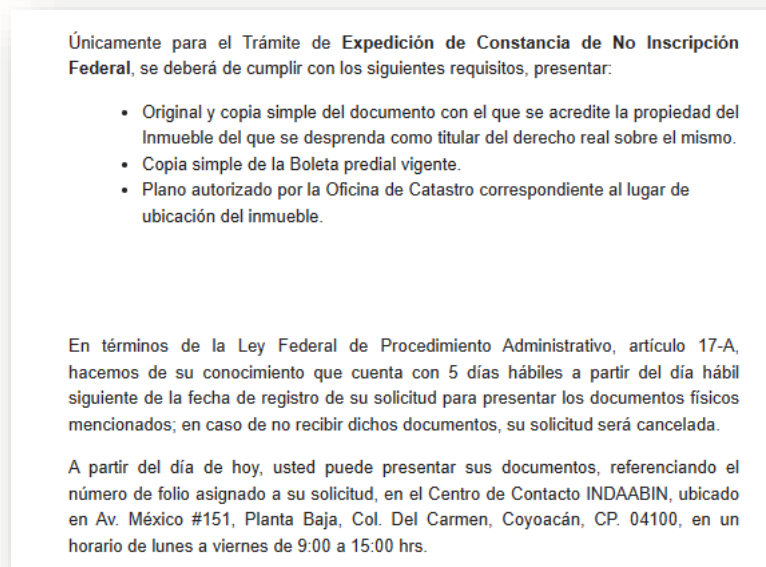 Únicamente para el Trámite de Expedición de Constancia de No Inscripción
Federal, se deberá de cumplir con los siguientes requisitos, presentar:
• Original y copia simple del documento con el que se acredite la propiedad del
Inmueble del que se desprenda como titular del derecho real sobre el mismo.
• Copia simple de la Boleta predial vigente.
• Plano autorizado por la Oficina de Catastro correspondiente al lugar de
ubicación del inmueble.
En términos de la Ley Federal de Procedimiento Administrativo, artículo 17-A,
hacemos de su conocimiento que cuenta con 5 días hábiles a partir del día hábil
siguiente de la fecha de registro de su solicitud para presentar los documentos físicos
mencionados; en caso de no recibir dichos documentos, su solicitud será cancelada.
A partir del día de hoy, usted puede presentar sus documentos, referenciando el
número de folio asignado a su solicitud, en el Centro de Contacto INDAABIN, ubicado
en Av. México #151, Planta Baja, Col. Del Carmen, Coyoacán, CP. 04100, en un
horario de lunes a viernes de 9:00 a 15:00 hrs.